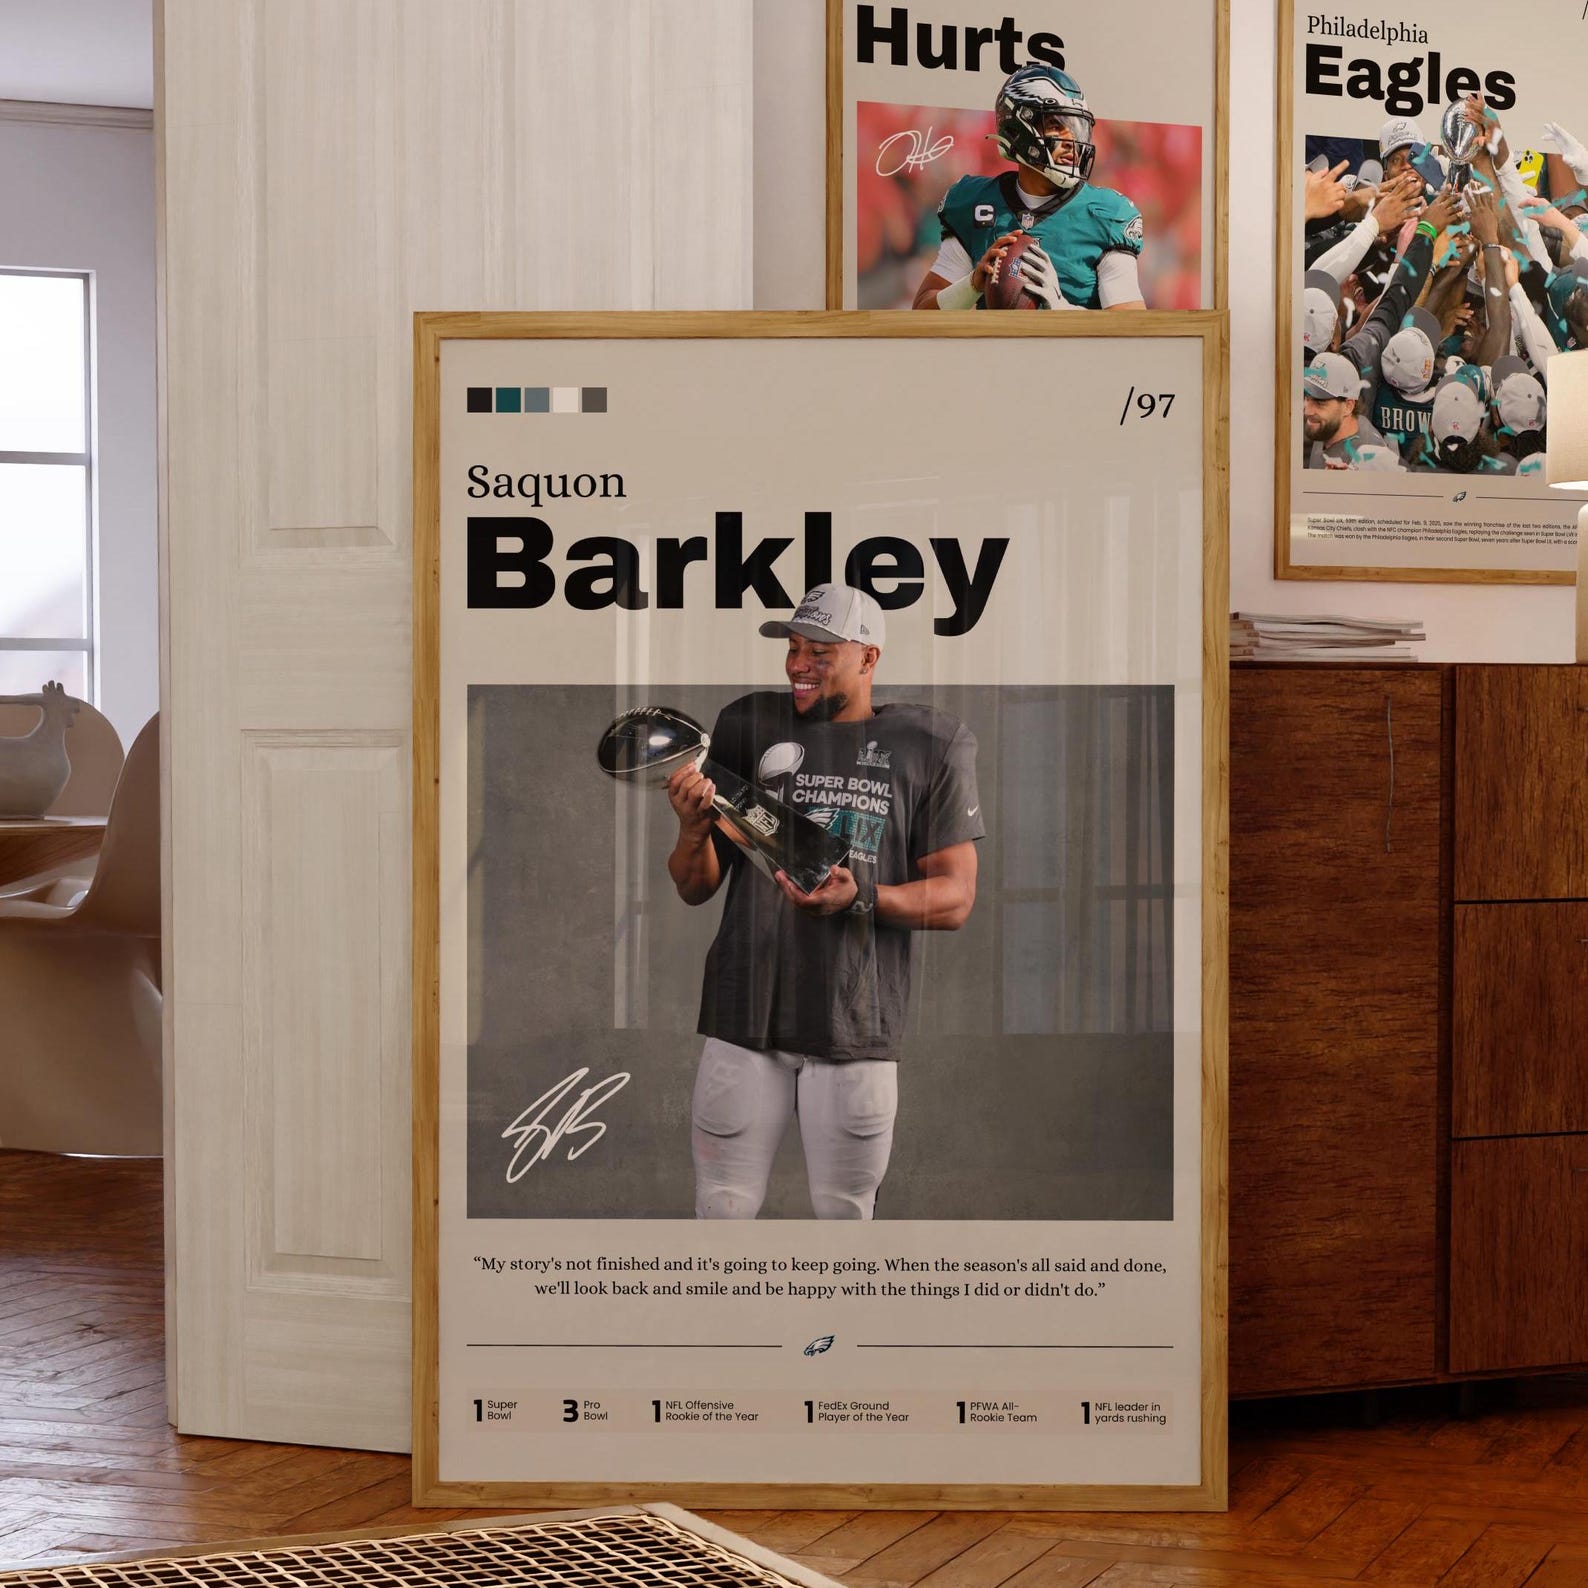 Hurts
C
Philadelphia
Eagles
BROW
Super Bowl LIX, 59th edition, scheduled for Feb. 9, 2025, saw the winning franchise of the last two editions, the
Kansas City Chiefs, clash with the NFC champion Philadelphia Eagles, replaying the challenge seen in Super Bowl LVII
The match was won by the Philadelphia Eagles, in their second Super Bowl, seven years after Super Bowl LII, with a
/97
Saquon
Barkley
LIX
SUPER BOWL
CHAMPIONS
LIX
EAGLES
“My story's not finished and it's going to keep going. When the season's all said and done,
we'll look back and smile and be happy with the things I did or didn't do.”
1 Super Bowl
3 Pro Bowl
1 NFL Offensive Rookie of the Year
1 FedEx Ground Player of the Year
1 PFWA All-Rookie Team
1 NFL leader in yards rushing